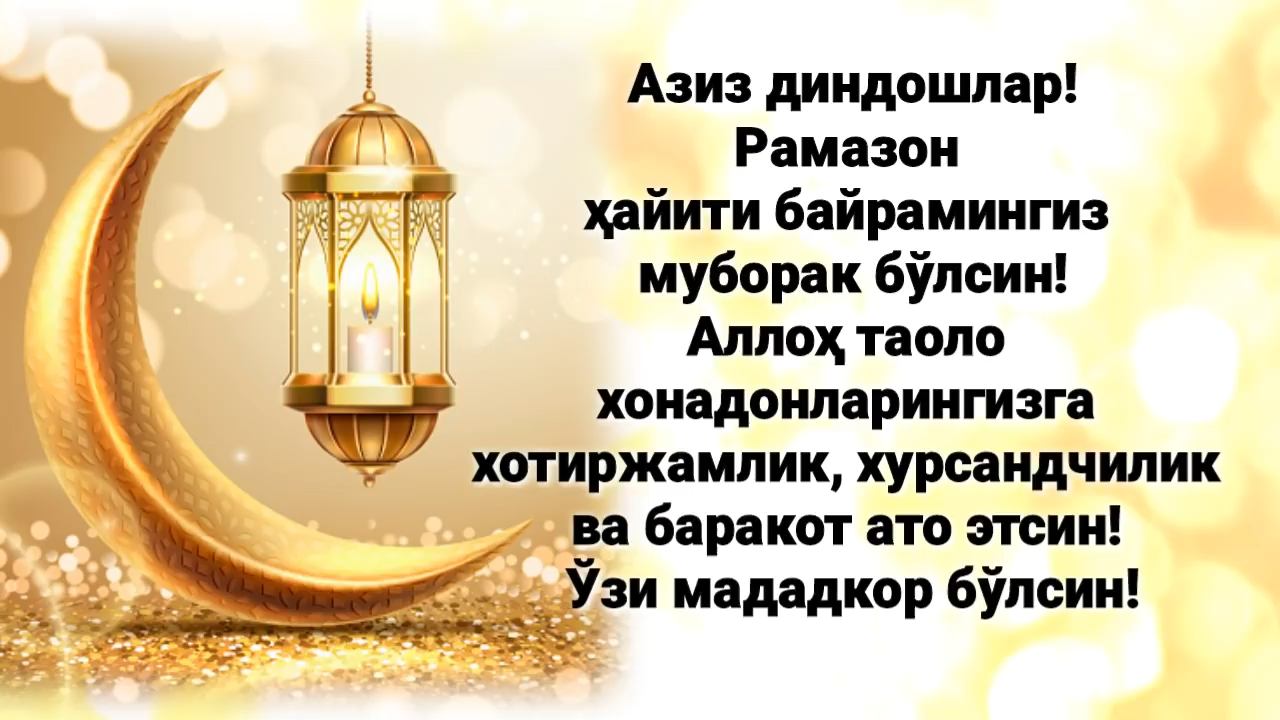 Азиз диндошлар!
Рамазон
ҳайити байрамингиз
муборак бўлсин!
Аллоҳ таоло
хонадонларингизга
хотиржамлик, хурсандчилик
ва баракот ато этсин!
Ўзи мададкор бўлсин!